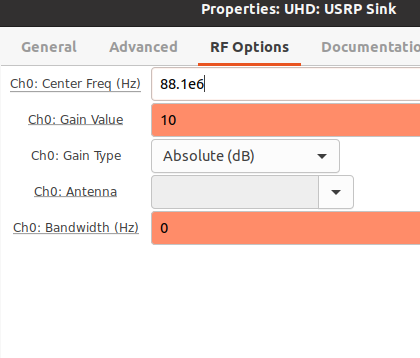 Properties: UHD: USRP Sink
General Advanced RF Options Documentatio
Ch0: Center Freq (Hz) 88.1e6
Ch0: Gain Value 10
Ch0: Gain Type Absolute (dB)
Ch0: Antenna
Ch0: Bandwidth (Hz) 0